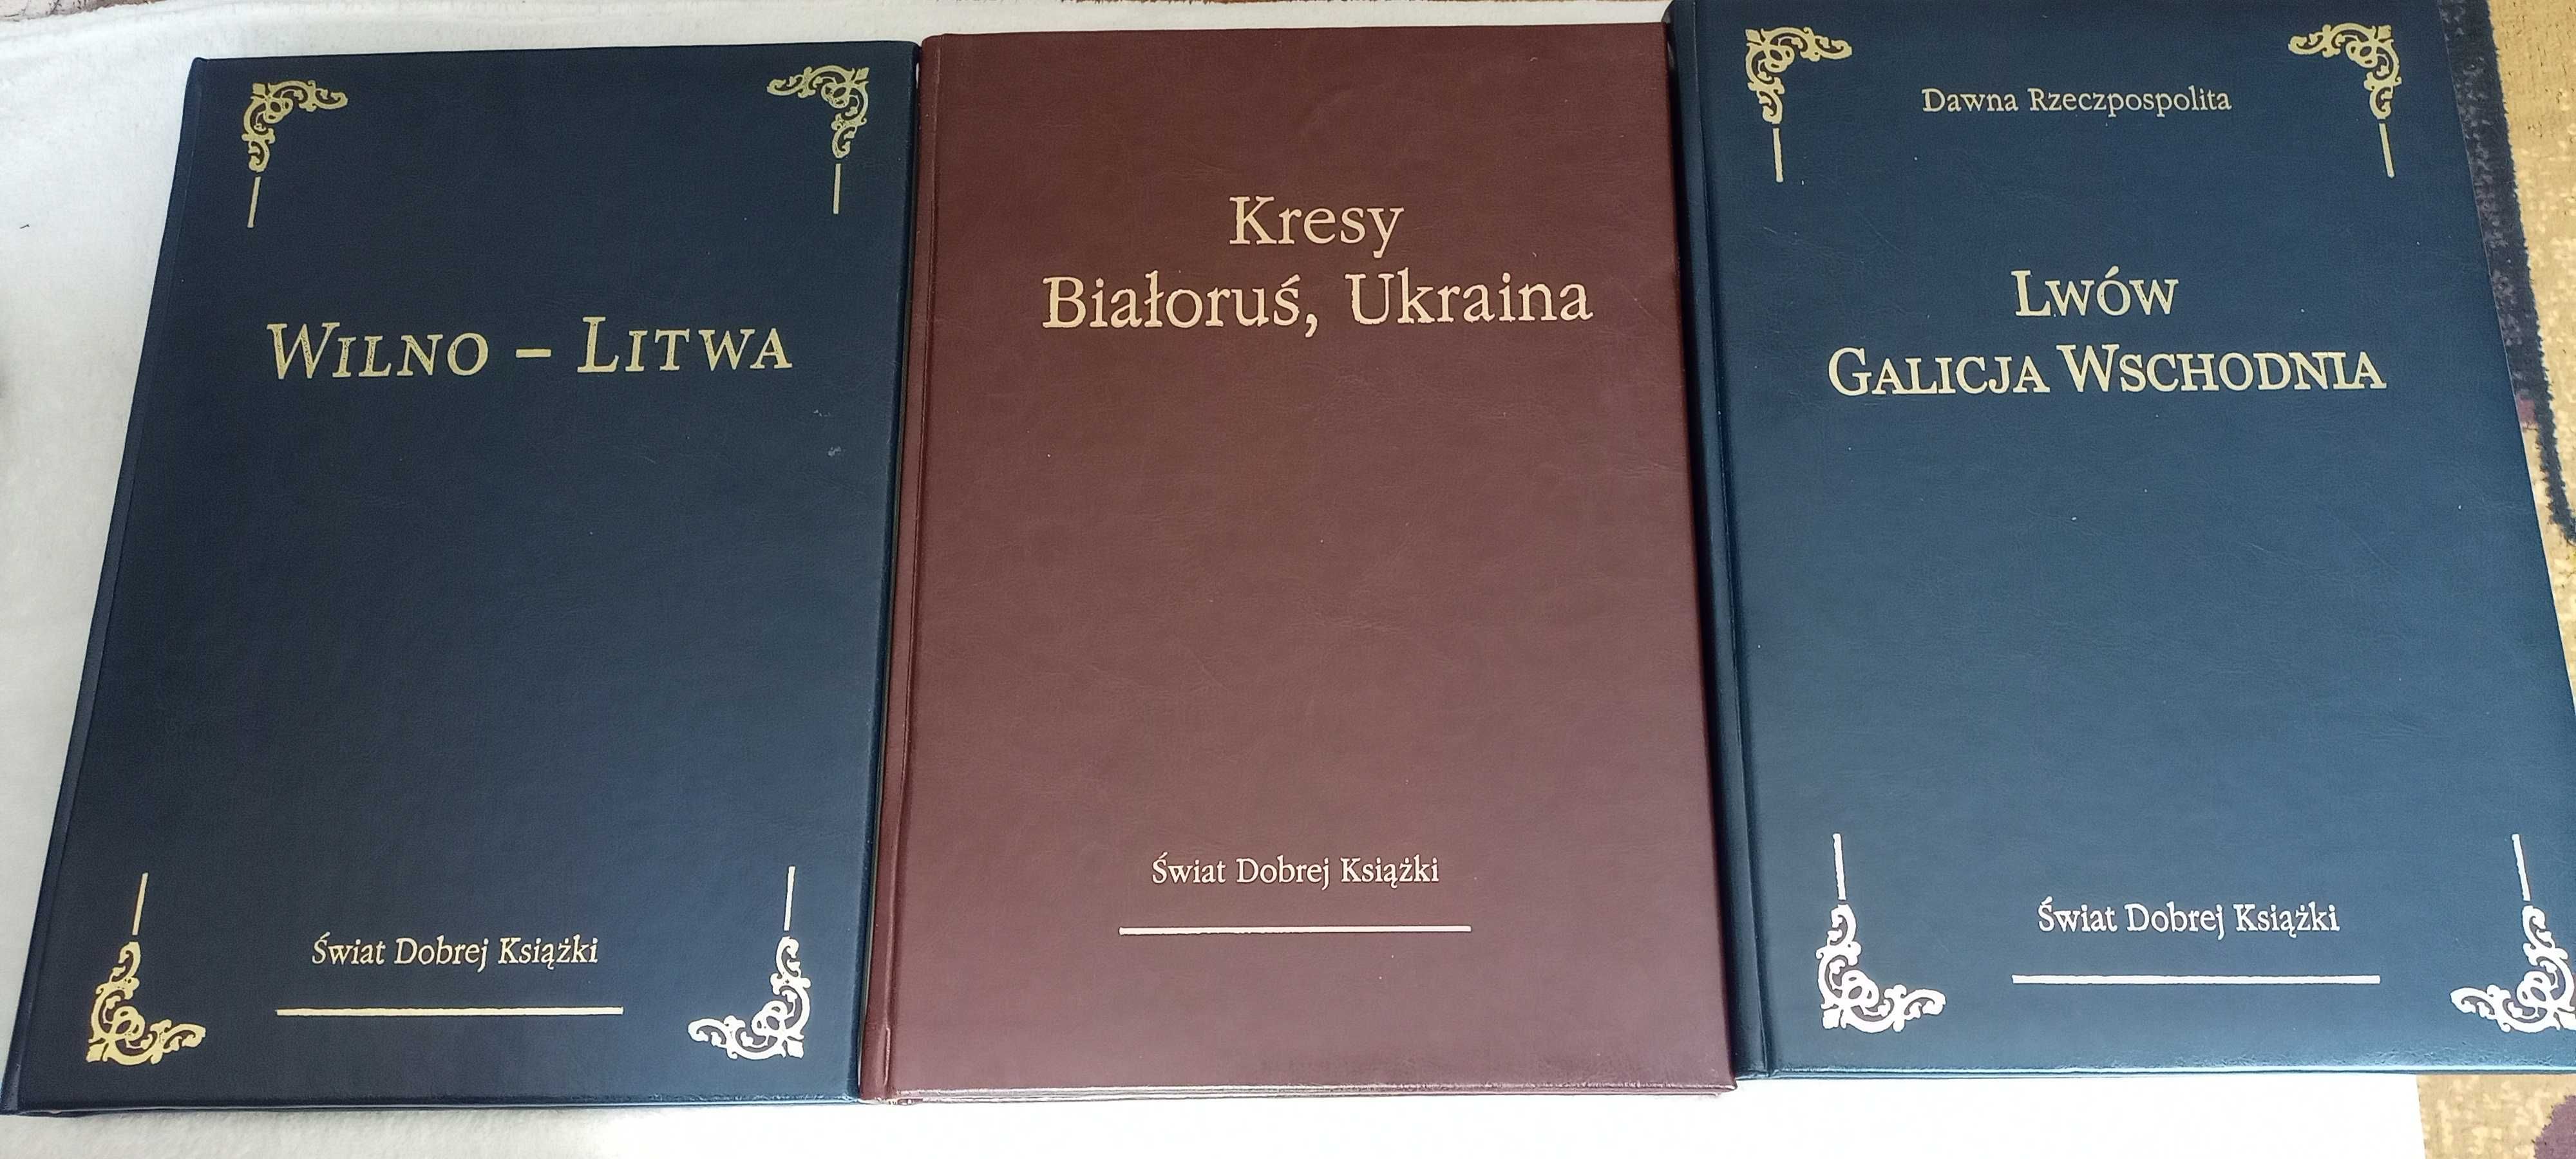 WILNO – LITWA
Świat Dobrej Książki
Kresy
Białoruś, Ukraina
Świat Dobrej Książki
Dawna Rzeczpospolita
LWÓW
GALICJA WSCHODNIA
Świat Dobrej Książki